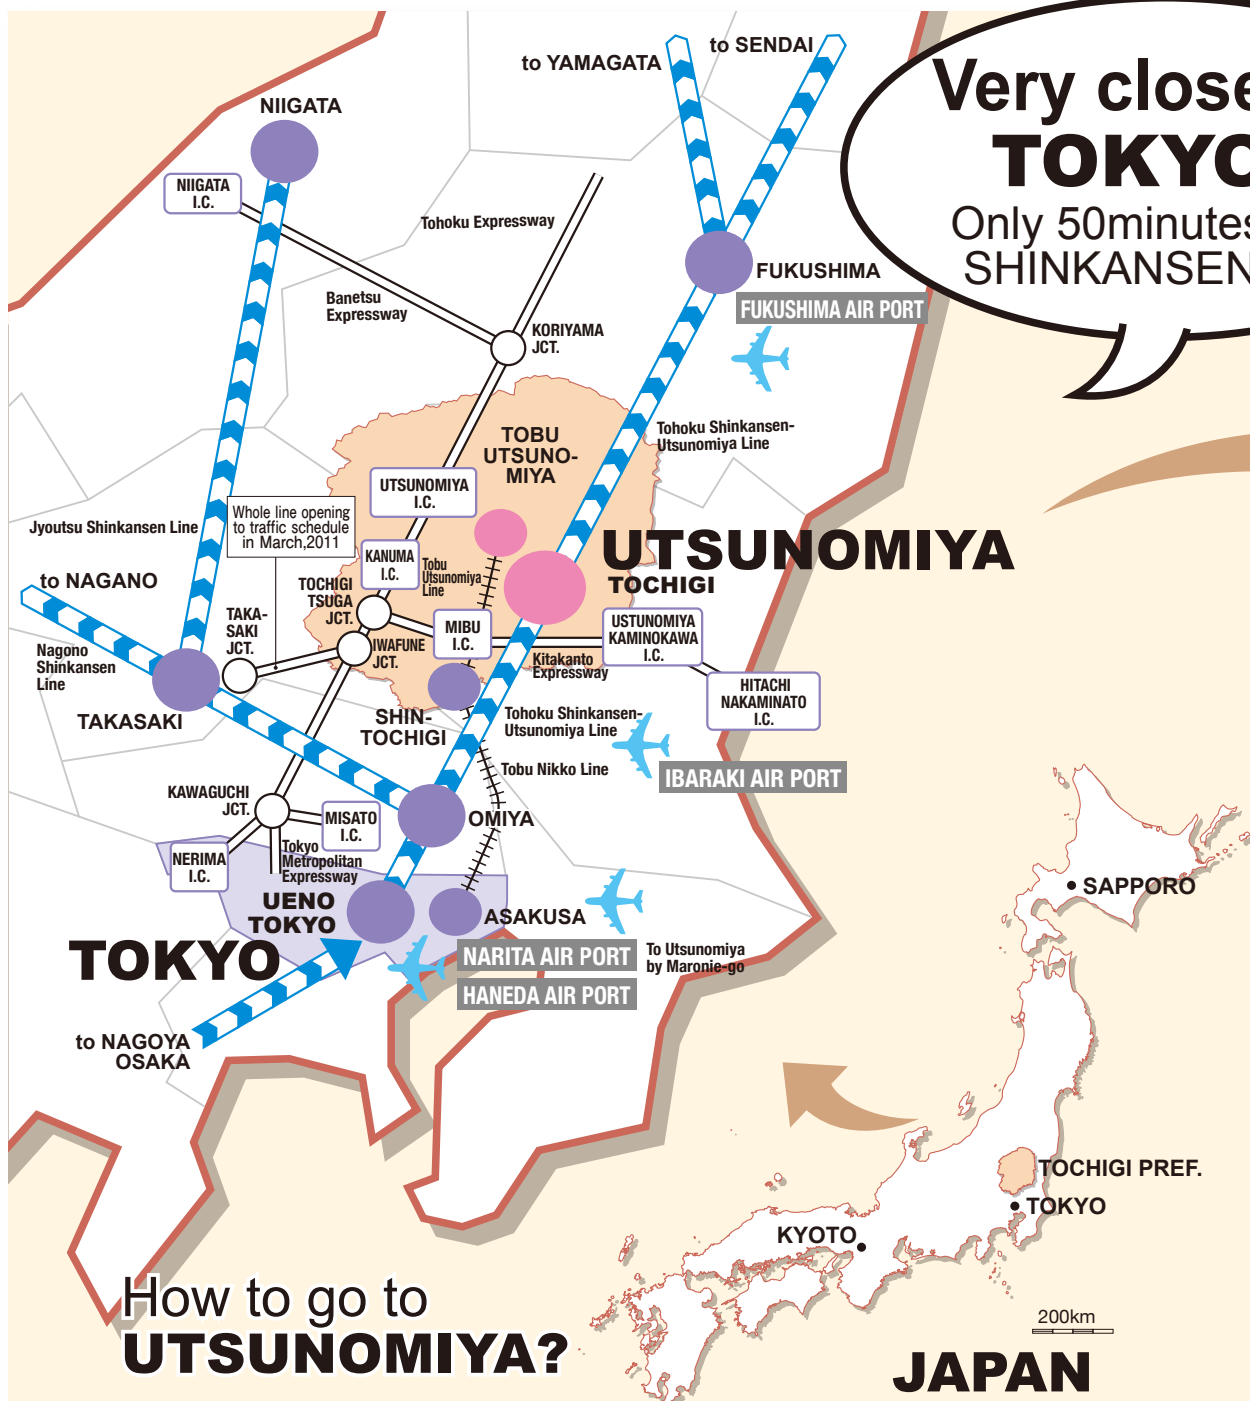 to YAMAGATA
to SENDAI
Very close
TOKYO
Only 50minutes
SHINKANSEN
NIIGATA
NIIGATA
I.C.
Tohoku Expressway
Banetsu
Expressway
KORIYAMA
JCT.
FUKUSHIMA
FUKUSHIMA AIR PORT
Tohoku Shinkansen-
Utsunomiya Line
TOBU
UTSUNO-
MIYA
UTSUNOMIYA
I.C.
Whole line opening
to traffic schedule
in March,2011
Jyoutsu Shinkansen Line
KANUMA
I.C.
Tobu
Utsunomiya
Line
UTSUNOMIYA
TOCHIGI
to NAGANO
TOCHIGI
TSUGA
JCT.
TAKA-
SAKI
JCT.
IWAFUNE
JCT.
MIBU
I.C.
USTUNOMIYA
KAMINOKAWA
I.C.
Nagono
Shinkansen
Line
Kitakanto
Expressway
HITACHI
NAKAMINATO
I.C.
TAKASAKI
SHIN-
TOCHIGI
Tohoku Shinkansen-
Utsunomiya Line
Tobu Nikko Line
IBARAKI AIR PORT
KAWAGUCHI
JCT.
MISATO
I.C.
OMIYA
NERIMA
I.C.
Tokyo
Metropolitan
Expressway
UENO
TOKYO
ASAKUSA
TOKYO
NARITA AIR PORT
HANEDA AIR PORT
To Utsunomiya
by Maronie-go
to NAGOYA
OSAKA
SAPPORO
TOCHIGI PREF.
TOKYO
KYOTO
200km
JAPAN
How to go to
UTSUNOMIYA?